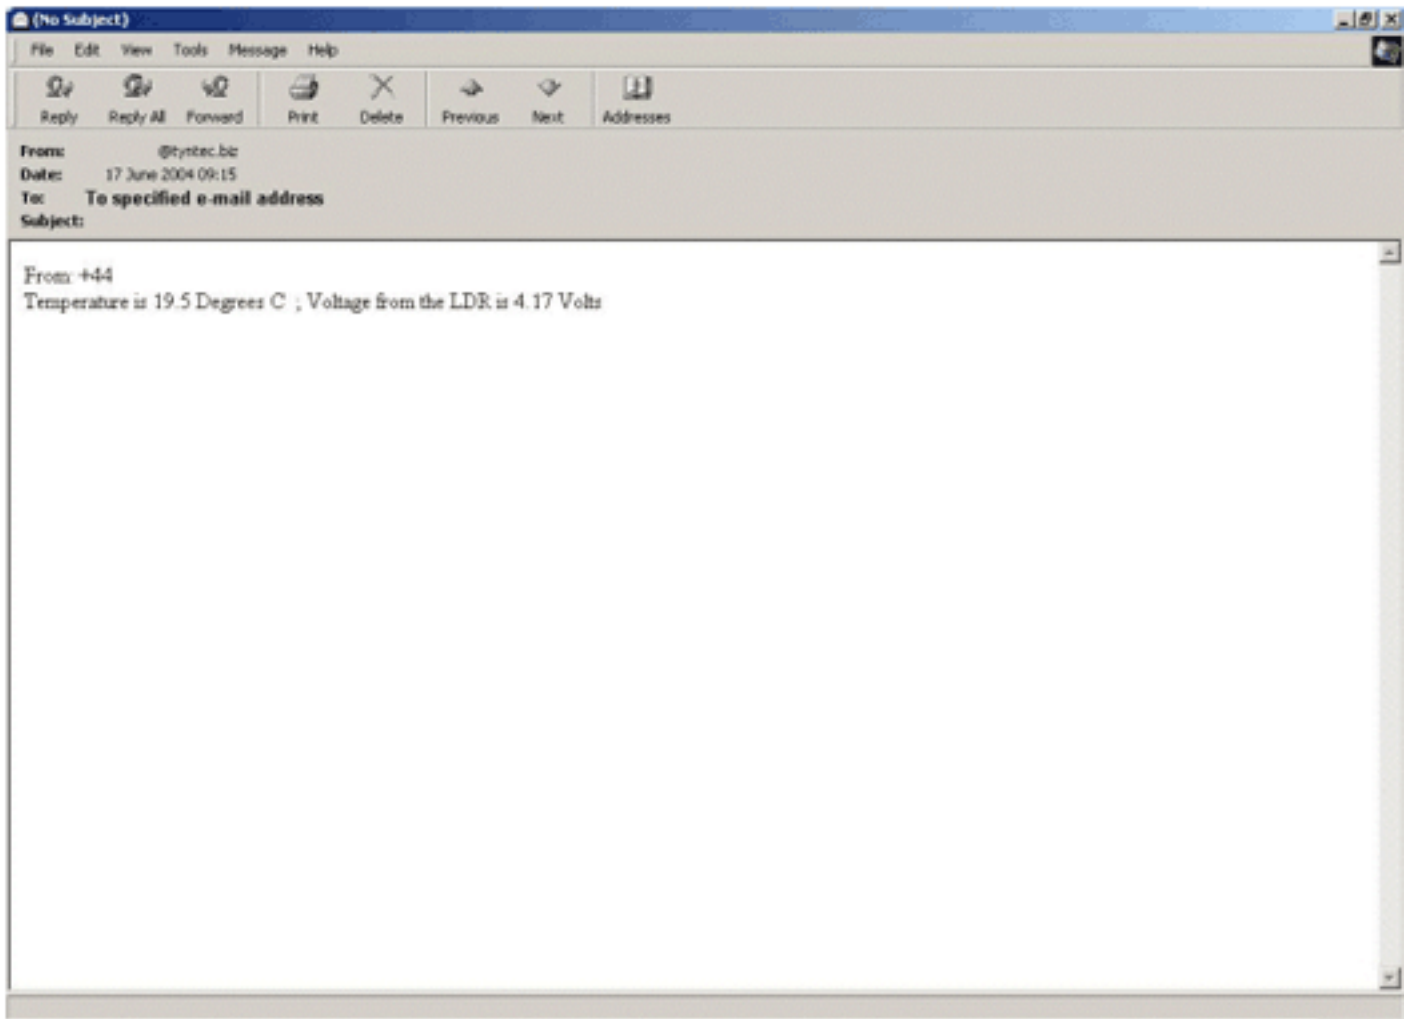 (No Subject)
File Edit View Tools Message Help
Reply Reply All Forward Print Delete Previous Next Addresses
From: @tyntec.biz
Date: 17 June 2004 09:15
To: To specified e-mail address
Subject:
From: +44
Temperature is 19.5 Degrees C ; Voltage from the LDR is 4.17 Volts